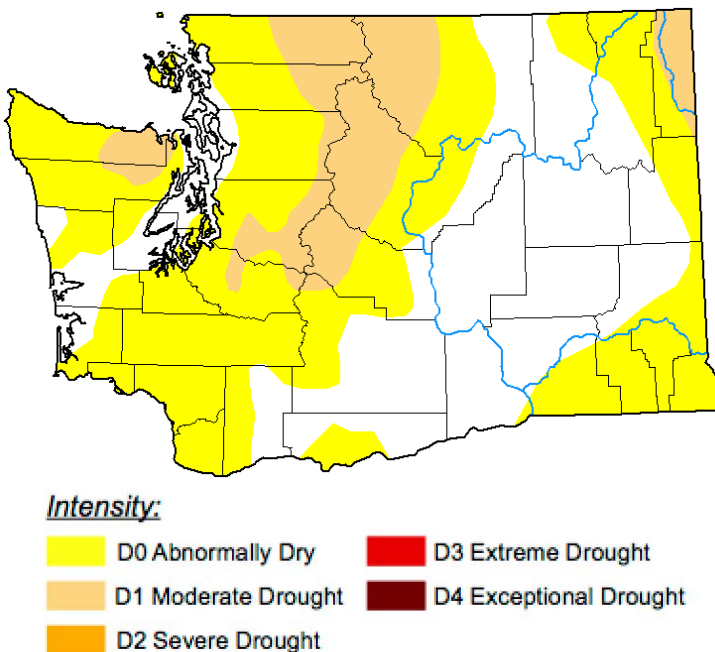 Intensity:
D0 Abnormally Dry
D1 Moderate Drought
D2 Severe Drought
D3 Extreme Drought
D4 Exceptional Drought